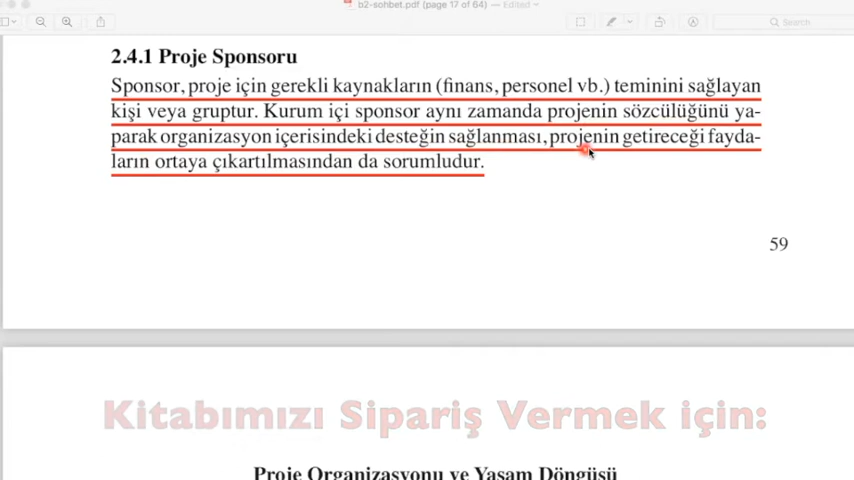 b2-sohbet.pdf (page 17 of 64) — Edited
Search
2.4.1 Proje Sponsoru
Sponsor, proje için gerekli kaynakların (finans, personel vb.) teminini sağlayan
kişi veya gruptur. Kurum içi sponsor aynı zamanda projenin sözcülüğünü ya-
parak organizasyon içerisindeki desteğin sağlanması, projenin getireceği fayda-
ların ortaya çıkartılmasından da sorumludur.
59
Kitabımızı Sipariş Vermek için:
Proje Organizasyonu ve Yaşam Döngüsü